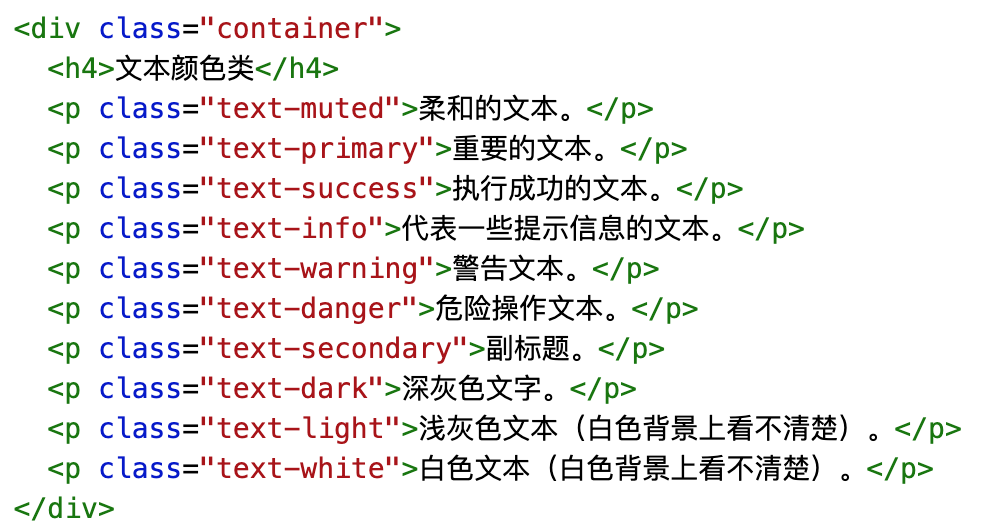 <div class="container">
<h4>文本颜色类</h4>
<p class="text-muted">柔和的文本。</p>
<p class="text-primary">重要的文本。</p>
<p class="text-success">执行成功的文本。</p>
<p class="text-info">代表一些提示信息的文本。</p>
<p class="text-warning">警告文本。</p>
<p class="text-danger">危险操作文本。</p>
<p class="text-secondary">副标题。</p>
<p class="text-dark">深灰色文字。</p>
<p class="text-light">浅灰色文本（白色背景上看不清楚）。</p>
<p class="text-white">白色文本（白色背景上看不清楚）。</p>
</div>